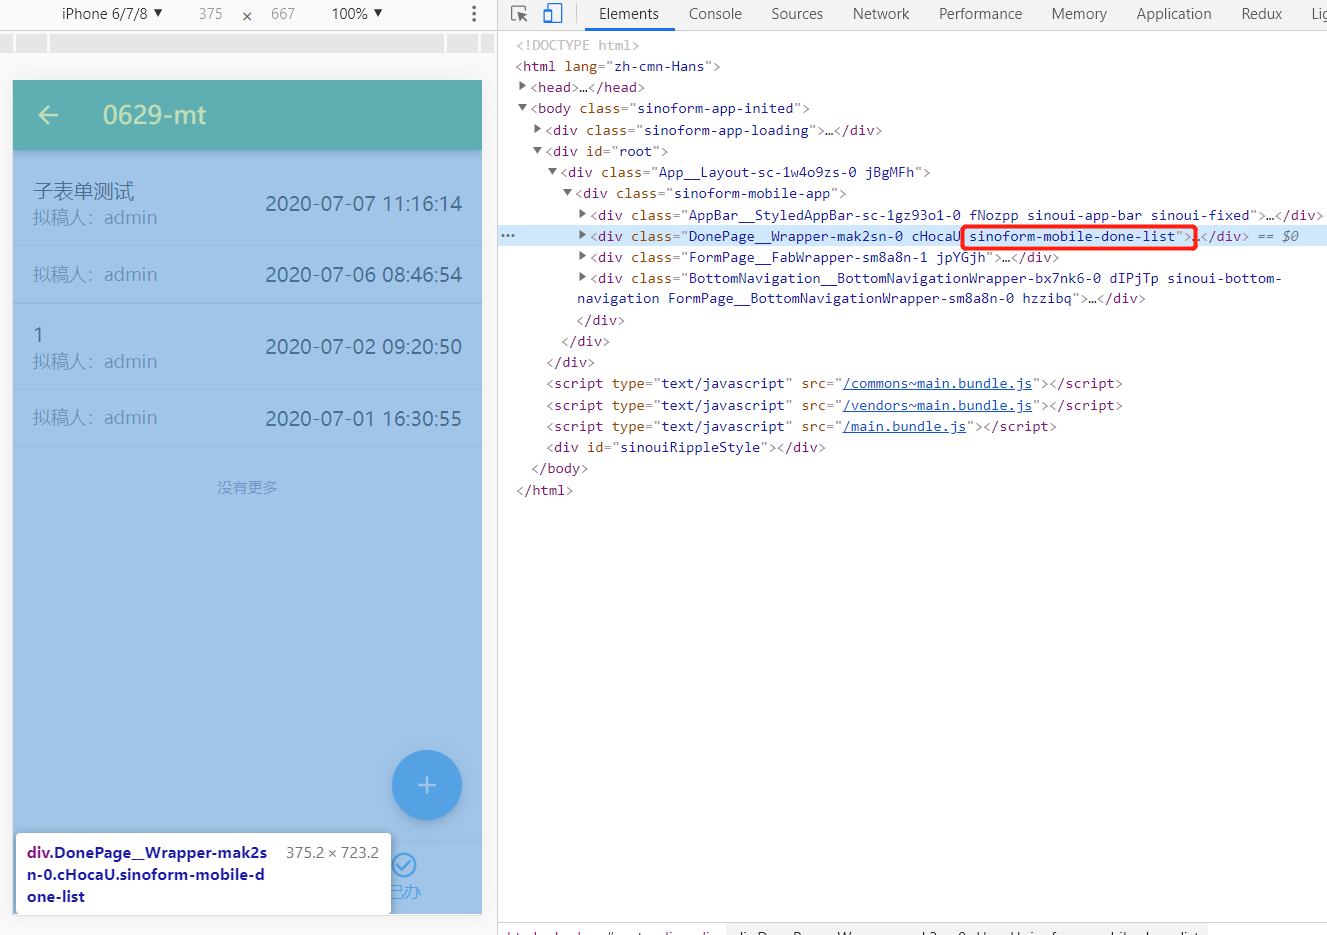 iPhone 6/7/8 ▼ 375 × 667 100% ▼
Elements Console Sources Network Performance Memory Application Redux Lig
0629-mt
子表单测试
拟稿人：admin
2020-07-07 11:16:14
拟稿人：admin
2020-07-06 08:46:54
1
拟稿人：admin
2020-07-02 09:20:50
拟稿人：admin
2020-07-01 16:30:55
没有更多
+
已办
div.DonePage__Wrapper-mak2s
n-0.cHocaU.sinoform-mobile-d
one-list
375.2 × 723.2
<!DOCTYPE html>
<html lang="zh-cmn-Hans">
▶<head>…</head>
▼<body class="sinoform-app-inited">
▶<div class="sinoform-app-loading">…</div>
▼<div id="root">
▼<div class="App__Layout-sc-1w4o9zs-0 jBgMFh">
▼<div class="sinoform-mobile-app">
▶<div class="AppBar__StyledAppBar-sc-1gz93o1-0 fNozpp sinoui-app-bar sinoui-fixed">…</div>
▶<div class="DonePage__Wrapper-mak2sn-0 cHocaU sinoform-mobile-done-list">…</div> == $0
▶<div class="FormPage__FabWrapper-sm8a8n-1 jpYGjh">…</div>
▶<div class="BottomNavigation__BottomNavigationWrapper-bx7nk6-0 dIPjTp sinoui-bottom-
navigation FormPage__BottomNavigationWrapper-sm8a8n-0 hzzibq">…</div>
</div>
</div>
</div>
<script type="text/javascript" src="/commons~main.bundle.js"></script>
<script type="text/javascript" src="/vendors~main.bundle.js"></script>
<script type="text/javascript" src="/main.bundle.js"></script>
<div id="sinouiRippleStyle"></div>
</body>
</html>